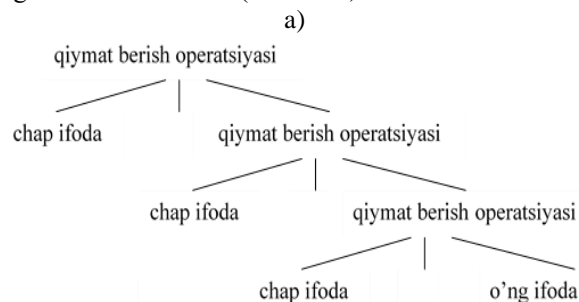 a)
qiymat berish operatsiyasi
chap ifoda
qiymat berish operatsiyasi
chap ifoda
qiymat berish operatsiyasi
chap ifoda
o'ng ifoda